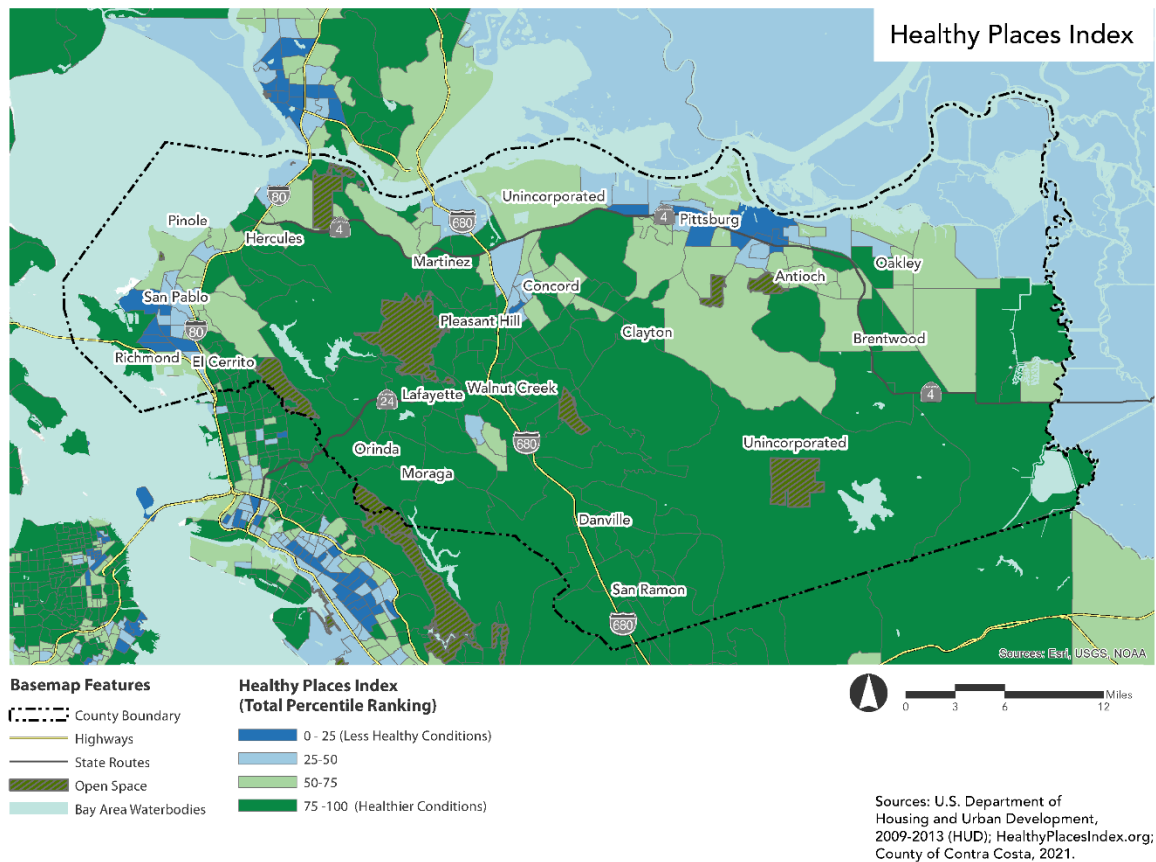 Healthy Places Index
Unincorporated
80
Pinole
680
4
Pittsburg
4
Hercules
Martinez
Oakley
Antioch
Concord
San Pablo
Pleasant Hill
80
Clayton
Brentwood
Richmond
El Cerrito
Walnut Creek
Lafayette
4
24
680
Unincorporated
Orinda
Moraga
Danville
San Ramon
680
Sources: Esri, USGS, NOAA
Basemap Features
County Boundary
Highways
State Routes
Open Space
Bay Area Waterbodies
Healthy Places Index
(Total Percentile Ranking)
0 - 25 (Less Healthy Conditions)
25-50
50-75
75 -100 (Healthier Conditions)
Miles
0 3 6 12
Sources: U.S. Department of
Housing and Urban Development,
2009-2013 (HUD); HealthyPlacesIndex.org;
County of Contra Costa, 2021.